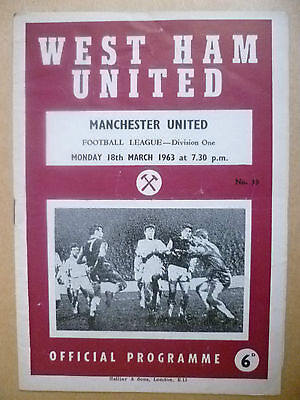 WEST HAM
UNITED
MANCHESTER UNITED
FOOTBALL LEAGUE—Division One
MONDAY 18th MARCH 1963 at 7.30 p.m.
No.
OFFICIAL PROGRAMME
6D
Helliar & Sons, London, E.13